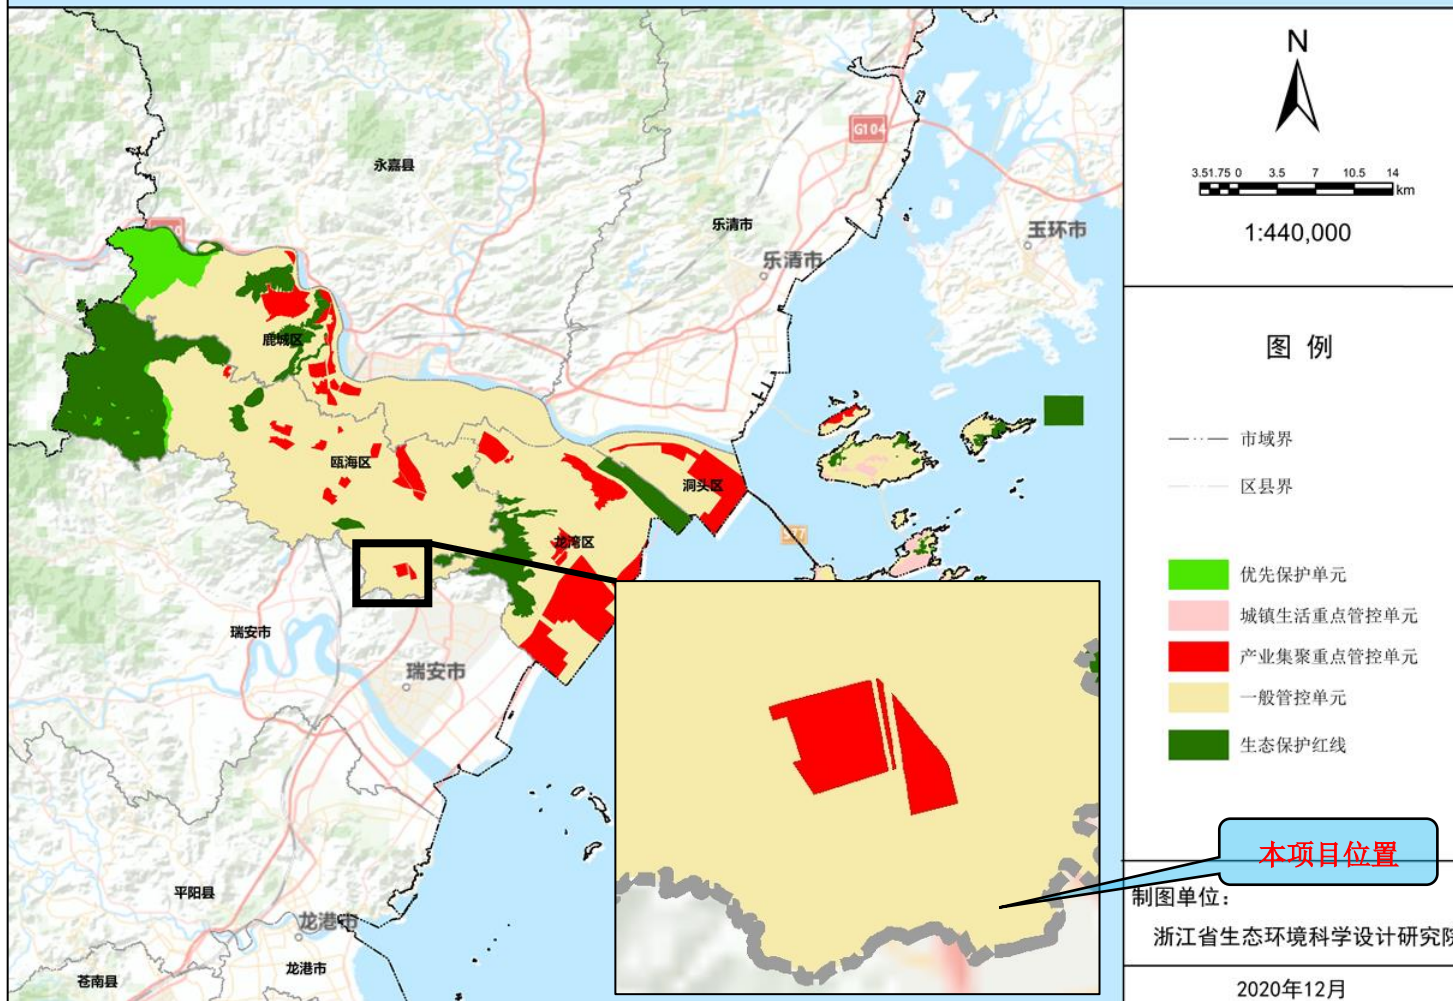 N
3.51.75 0 3.5 7 10.5 14
km
1:440,000
图 例
市域界
区县界
优先保护单元
城镇生活重点管控单元
产业集聚重点管控单元
一般管控单元
生态保护红线
本项目位置
制图单位：
浙江省生态环境科学设计研究院
2020年12月
G104
永嘉县
乐清市
乐清市
玉环市
鹿城区
瓯海区
洞头区
龙湾区
瑞安市
瑞安市
平阳县
龙港市
龙港市
苍南县